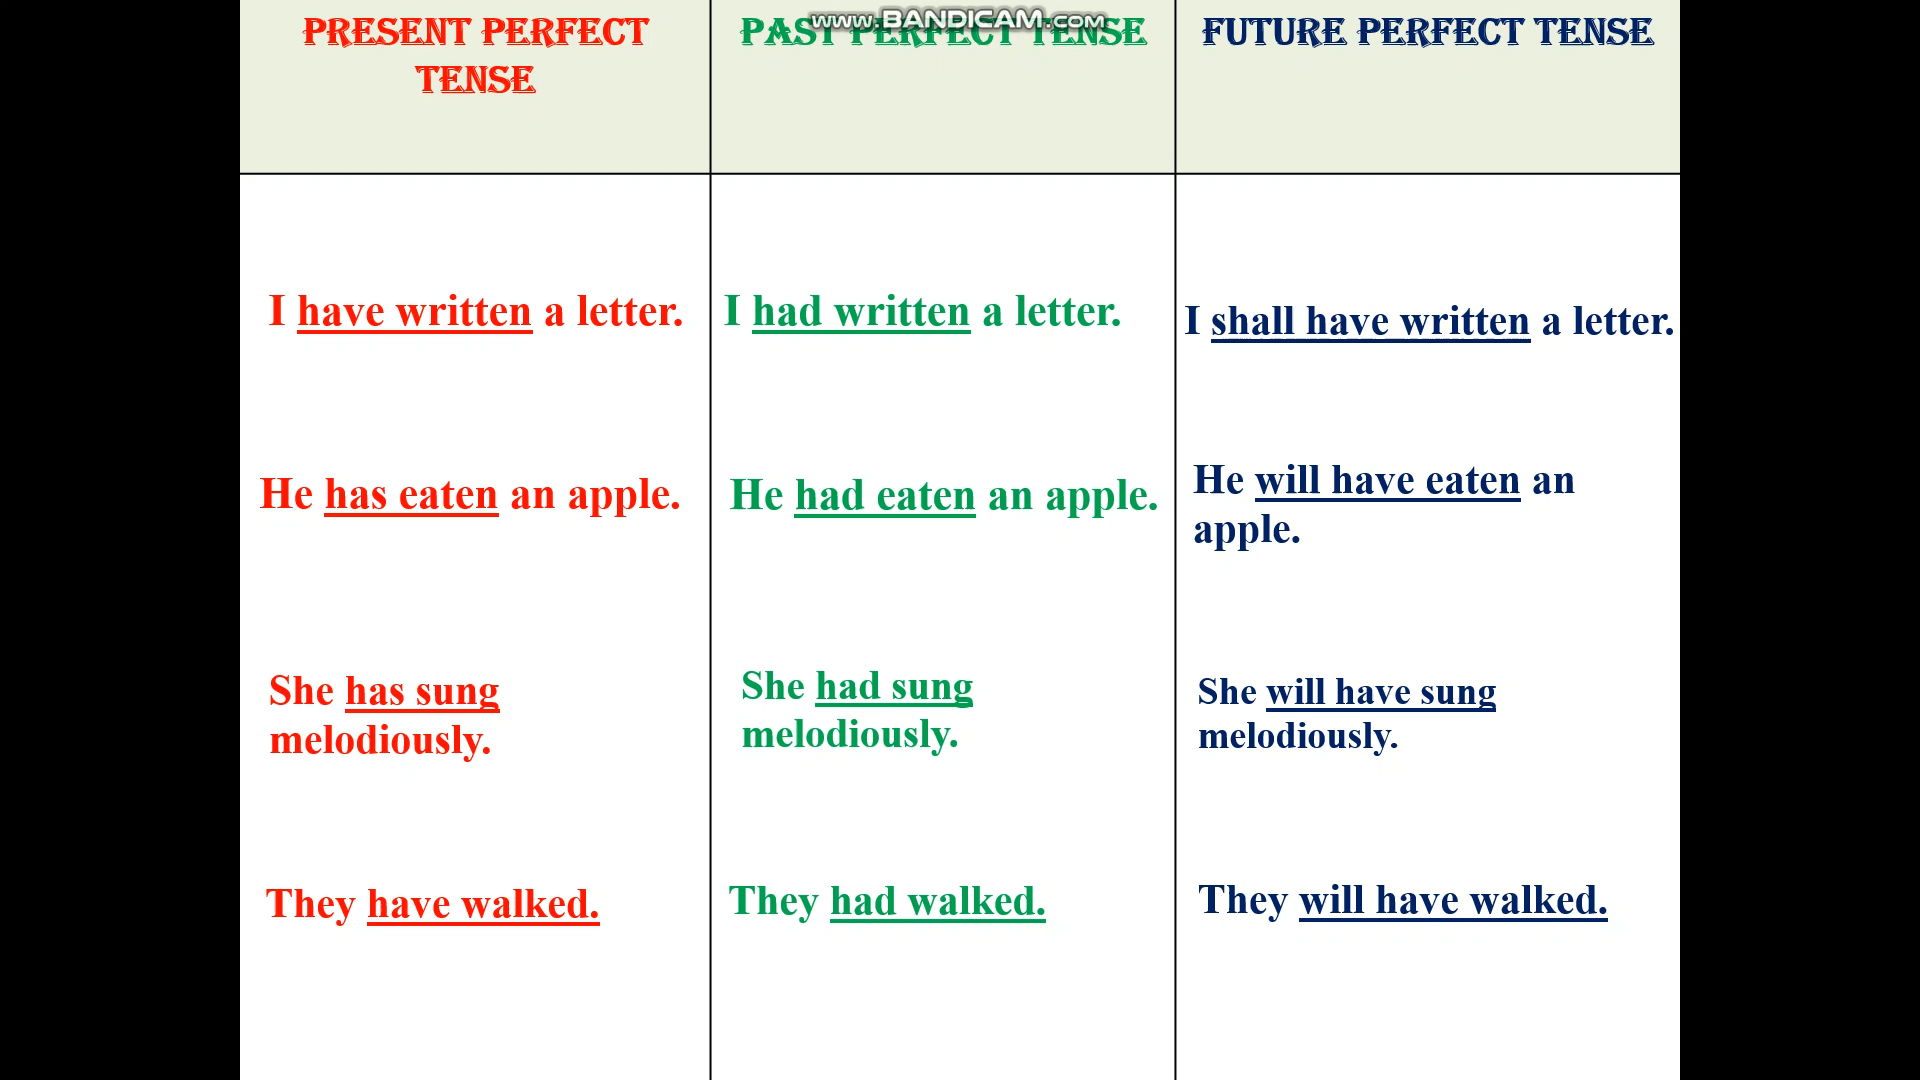 www.BANDICAM.com
PRESENT PERFECT
TENSE
PAST PERFECT TENSE
FUTURE PERFECT TENSE
I have written a letter.
I had written a letter.
I shall have written a letter.
He has eaten an apple.
He had eaten an apple.
He will have eaten an
apple.
She has sung
melodiously.
She had sung
melodiously.
She will have sung
melodiously.
They have walked.
They had walked.
They will have walked.